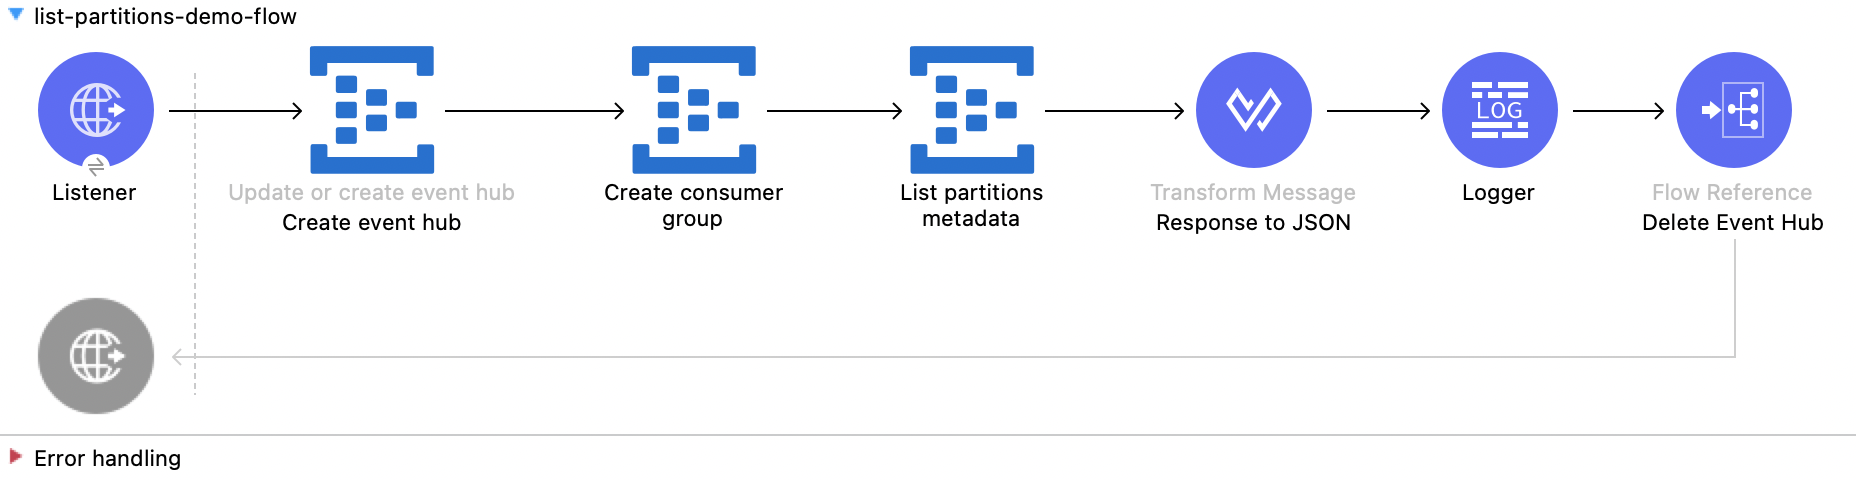 list-partitions-demo-flow
LOG
Listener
Update or create event hub
Create event hub
Create consumer
group
List partitions
metadata
Transform Message
Response to JSON
Logger
Flow Reference
Delete Event Hub
Error handling